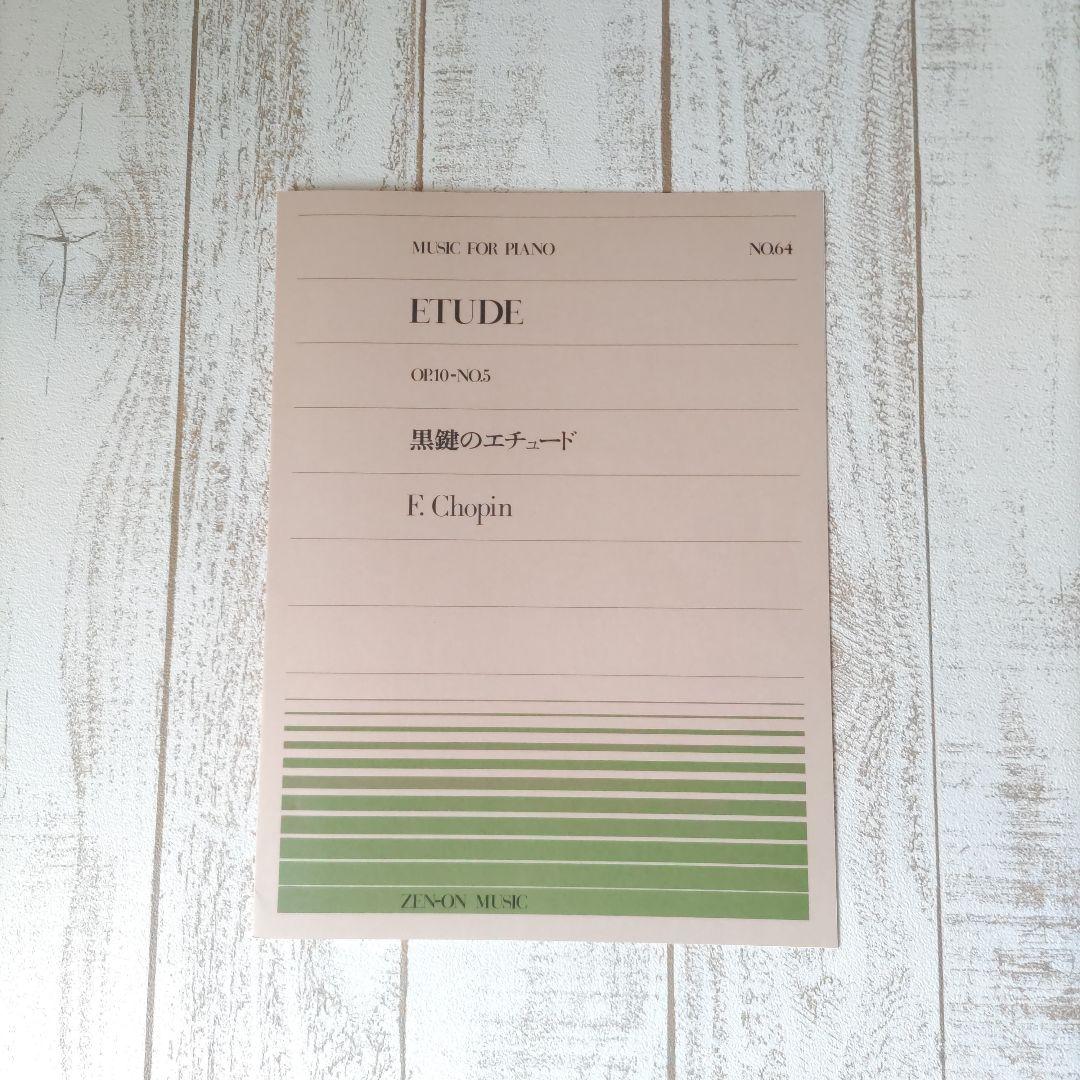 MUSIC FOR PIANO NO.64
ETUDE
OP.10-NO.5
黒鍵のエチュード
F. Chopin
ZEN-ON MUSIC